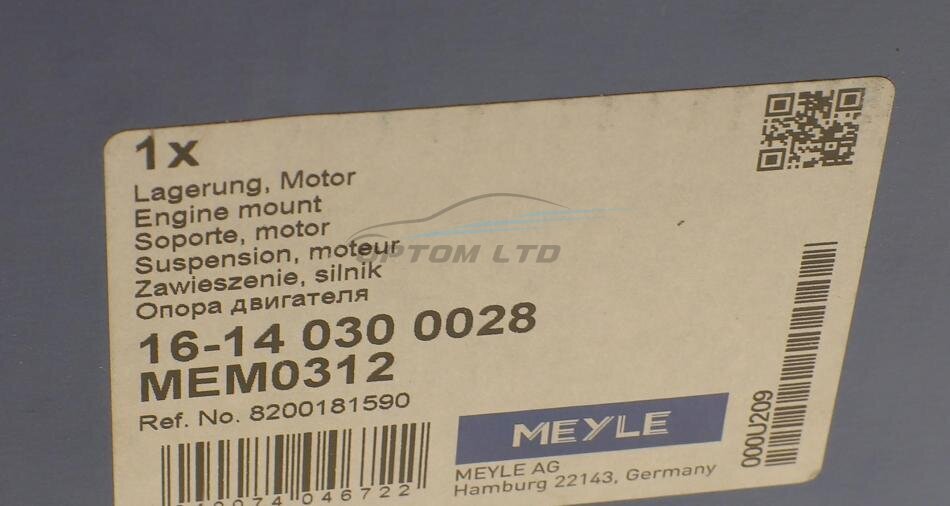 1x
Lagerung, Motor
Engine mount
Soporte, motor
Suspension, moteur
Zawieszenie, silnik
Опора двигателя
OPTOM LTD
16-14 030 0028
MEM0312
Ref. No. 8200181590
MEYLE
MEYLE AG
Hamburg 22143, Germany
046722
000U209